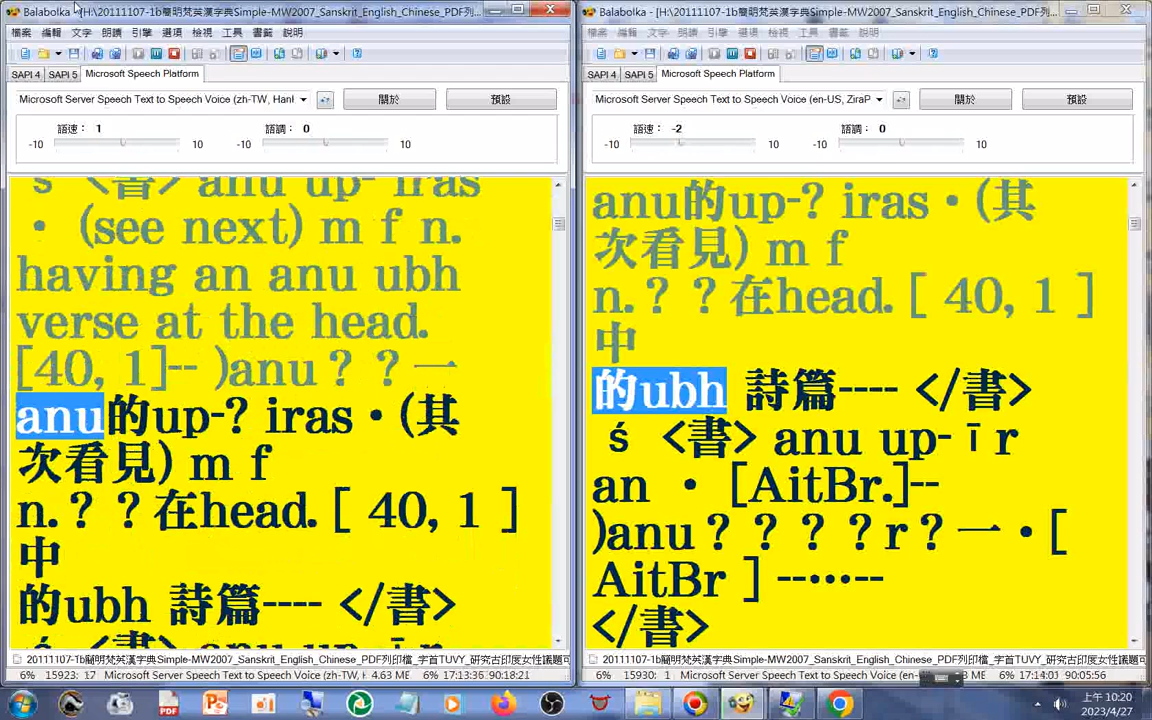 Balabolka - [H:\20111107-1b簡明梵英漢字典Simple-MW2007_Sanskrit_English_Chinese_PDF列...
檔案 編輯 文字 朗讀 引擎 選項 檢視 工具 書籤 說明
SAPI 4 SAPI 5 Microsoft Speech Platform
Microsoft Server Speech Text to Speech Voice (zh-TW, Hanl 關於 預設
語速： 1 語調： 0
-10 10 -10 10
ś <書> anu up- iras
• (see next) m f n.
having an anu ubh
verse at the head.
[40, 1]-- )anu？？一
anu的up-? iras•(其
次看見) m f
n.？？在head.[ 40, 1 ]
中
的ubh 詩篇---- </書>
ś <書> anu up- ī r
20111107-1b簡明梵英漢字典Simple-MW2007_Sanskrit_English_Chinese_PDF列印檔_字首TUVY_研究古印度女性議題可
6% 15923: 17 Microsoft Server Speech Text to Speech Voice (zh-TW, H 4.63 MB 6% 17:13:35 90:18:21
Balabolka - [H:\20111107-1b簡明梵英漢字典Simple-MW2007_Sanskrit_English_Chinese_PDF列...
檔案 編輯 文字 朗讀 引擎 選項 檢視 工具 書籤 說明
SAPI 4 SAPI 5 Microsoft Speech Platform
Microsoft Server Speech Text to Speech Voice (en-US, ZiraP 關於 預設
語速： -2 語調： 0
-10 10 -10 10
anu的up-? iras•(其
次看見) m f
n.？？在head.[ 40, 1 ]
中
的ubh 詩篇---- </書>
ś <書> anu up- ī r
an • [AitBr.]--
)anu？？？？r？一•[
AitBr ] --•••--
</書>
20111107-1b簡明梵英漢字典Simple-MW2007_Sanskrit_English_Chinese_PDF列印檔_字首TUVY_研究古印度女性議題可
15930: 1 Microsoft Server Speech Text to Speech Voice 6% 17:14:01 90:05:56
上午 10:20
2023/4/27